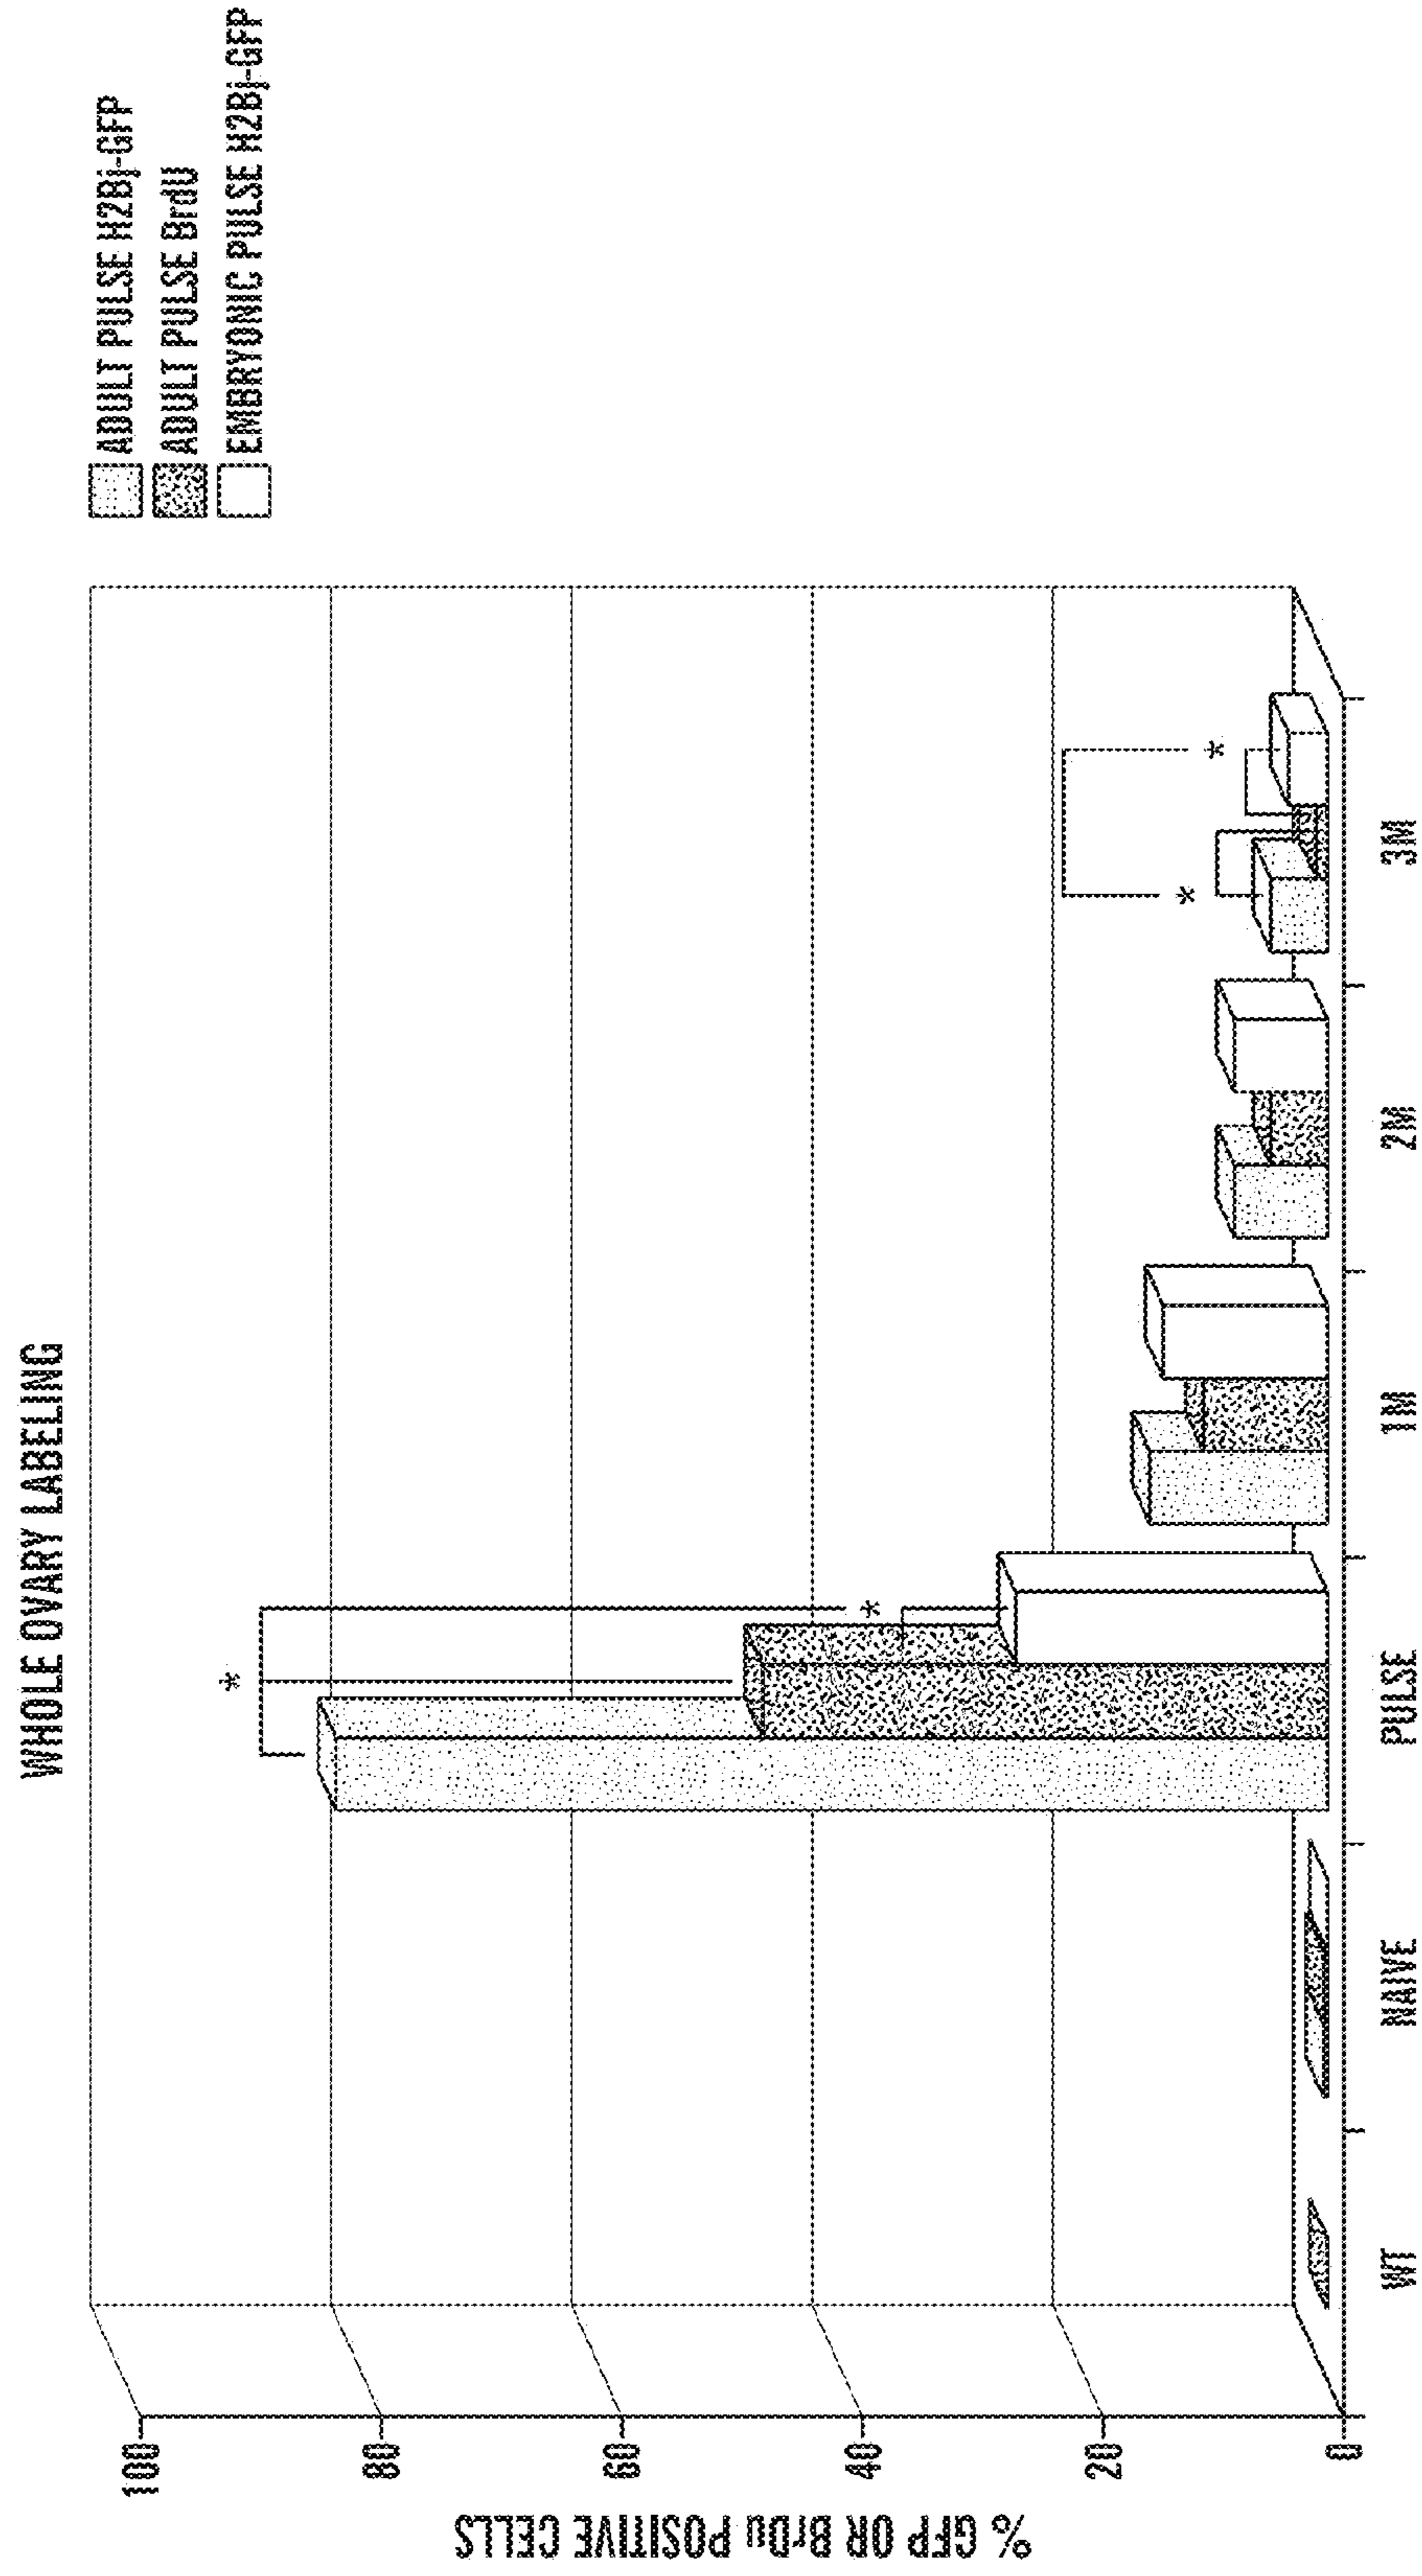 WHOLE OVARY LABELING
ADULT PULSE H2Bj-GFP
ADULT PULSE BrdU
EMBRYONIC PULSE H2Bj-GFP
% GFP OR BrDu POSITIVE CELLS
100
80
60
40
20
0
*
*
*
*
WT
NAIVE
PULSE
1M
2M
3M